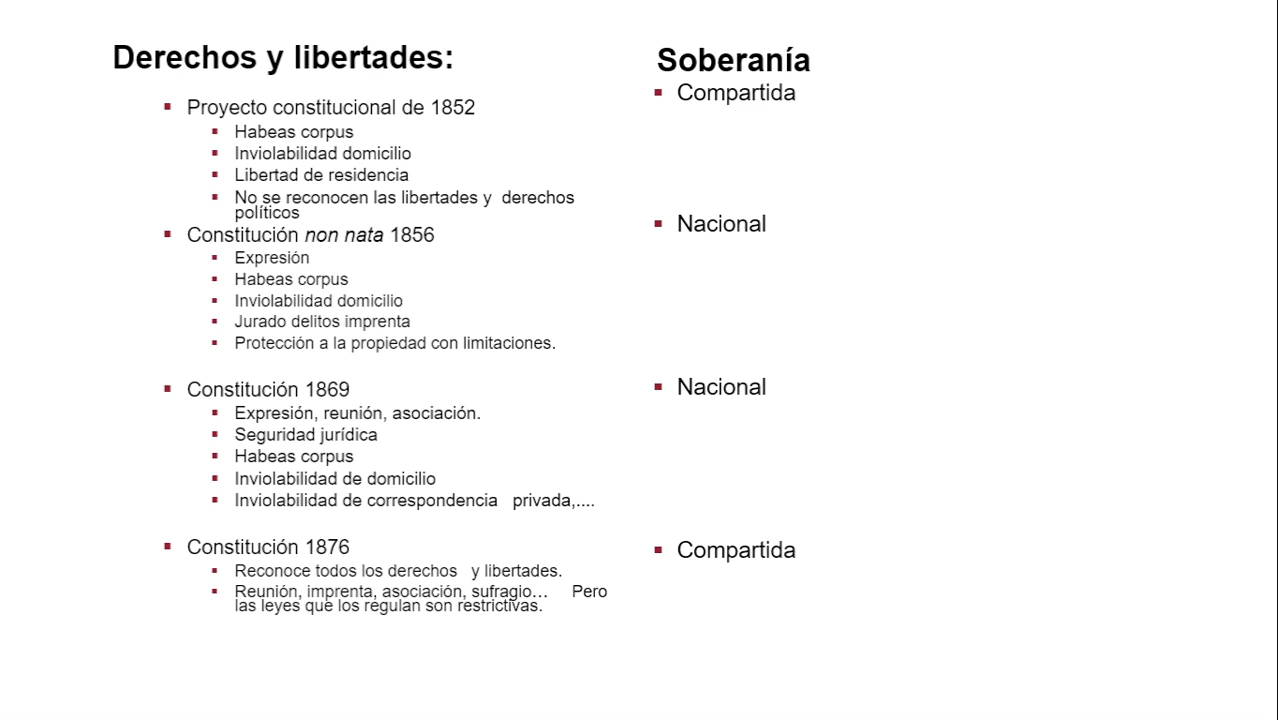 Derechos y libertades:
Proyecto constitucional de 1852
Habeas corpus
Inviolabilidad domicilio
Libertad de residencia
No se reconocen las libertades y derechos
políticos
Constitución non nata 1856
Expresión
Habeas corpus
Inviolabilidad domicilio
Jurado delitos imprenta
Protección a la propiedad con limitaciones.
Constitución 1869
Expresión, reunión, asociación.
Seguridad jurídica
Habeas corpus
Inviolabilidad de domicilio
Inviolabilidad de correspondencia privada,....
Constitución 1876
Reconoce todos los derechos y libertades.
Reunión, imprenta, asociación, sufragio… Pero
las leyes que los regulan son restrictivas.
Soberanía
Compartida
Nacional
Nacional
Compartida